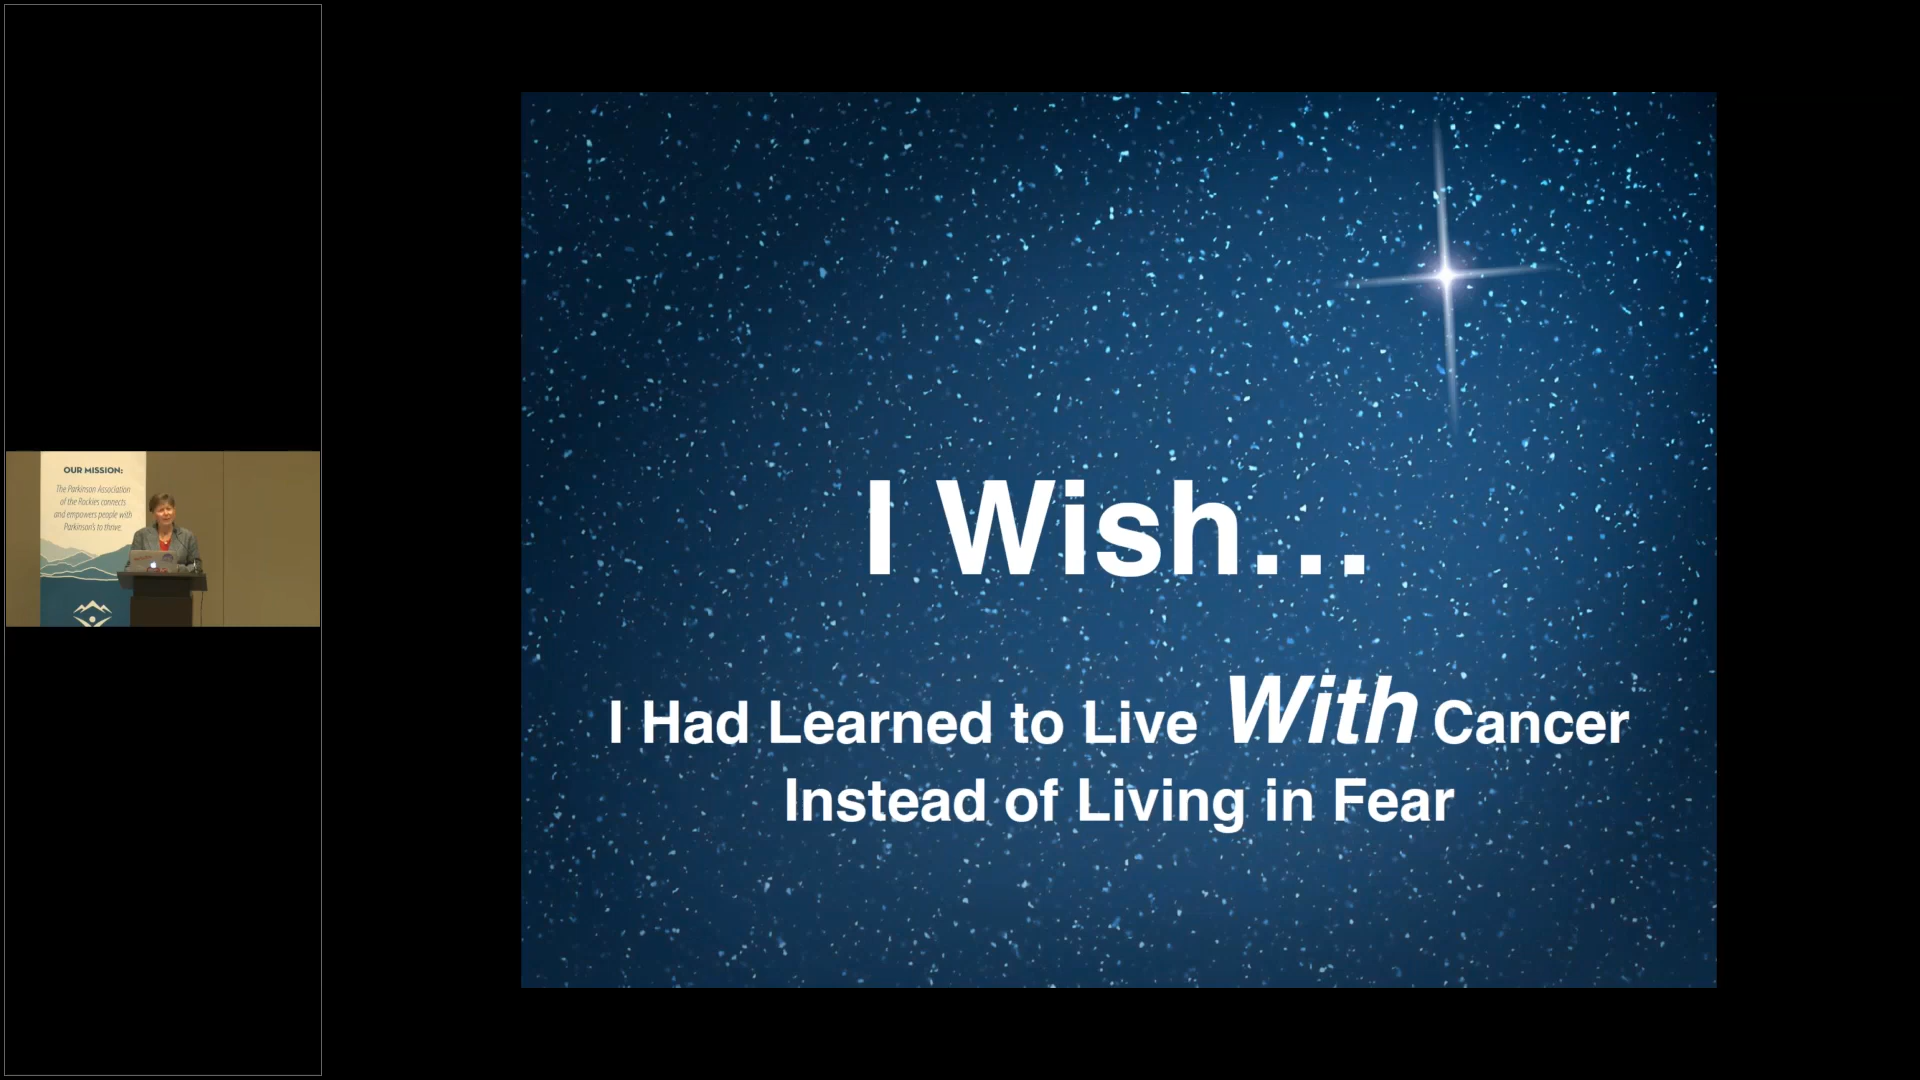 OUR MISSION:
The Parkinson Association
of the Rockies connects
and empowers people with
Parkinson's to thrive.
I Wish...
I Had Learned to Live With Cancer
Instead of Living in Fear